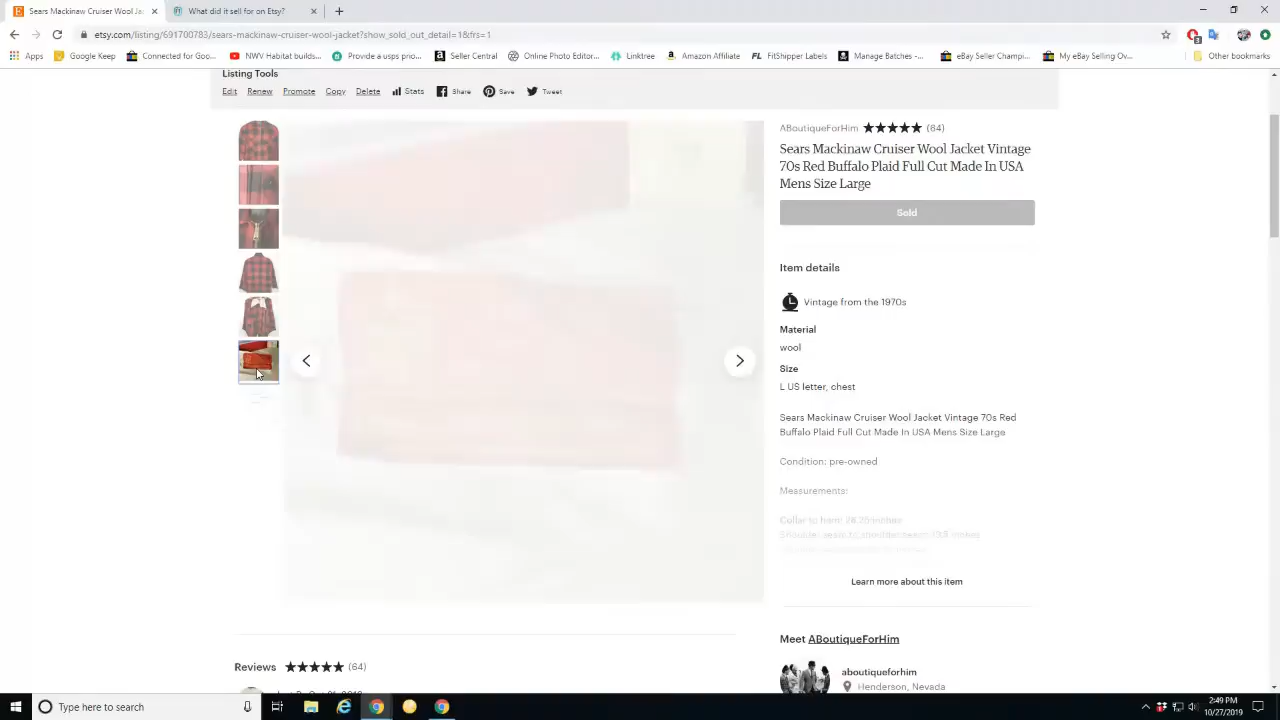 Sears Mackinaw Cruiser Wool Ja
What did it sell for on Etsy?
etsy.com/listing/691700783/sears-mackinaw-cruiser-wool-jacket?show_sold_out_detail=1&frs=1
Apps
Google Keep
Connected for Goo...
NWV Habitat builds...
Provide a usps prio...
Seller Central
Online Photo Editor...
Linktree
Amazon Affiliate
FL FitShipper Labels
Manage Batches -...
eBay Seller Champi...
My eBay Selling Ov...
Other bookmarks
Listing Tools
Edit Renew Promote Copy Delete Stats Share Save Tweet
ABoutiqueForHim (64)
Sears Mackinaw Cruiser Wool Jacket Vintage
70s Red Buffalo Plaid Full Cut Made In USA
Mens Size Large
Sold
Item details
Vintage from the 1970s
Material
wool
Size
L US letter, chest
Sears Mackinaw Cruiser Wool Jacket Vintage 70s Red
Buffalo Plaid Full Cut Made In USA Mens Size Large
Condition: pre-owned
Measurements:
Collar to hem:
Learn more about this item
Meet ABoutiqueForHim
aboutiqueforhim
Henderson, Nevada
Reviews (64)
Type here to search
2:49 PM
10/27/2019